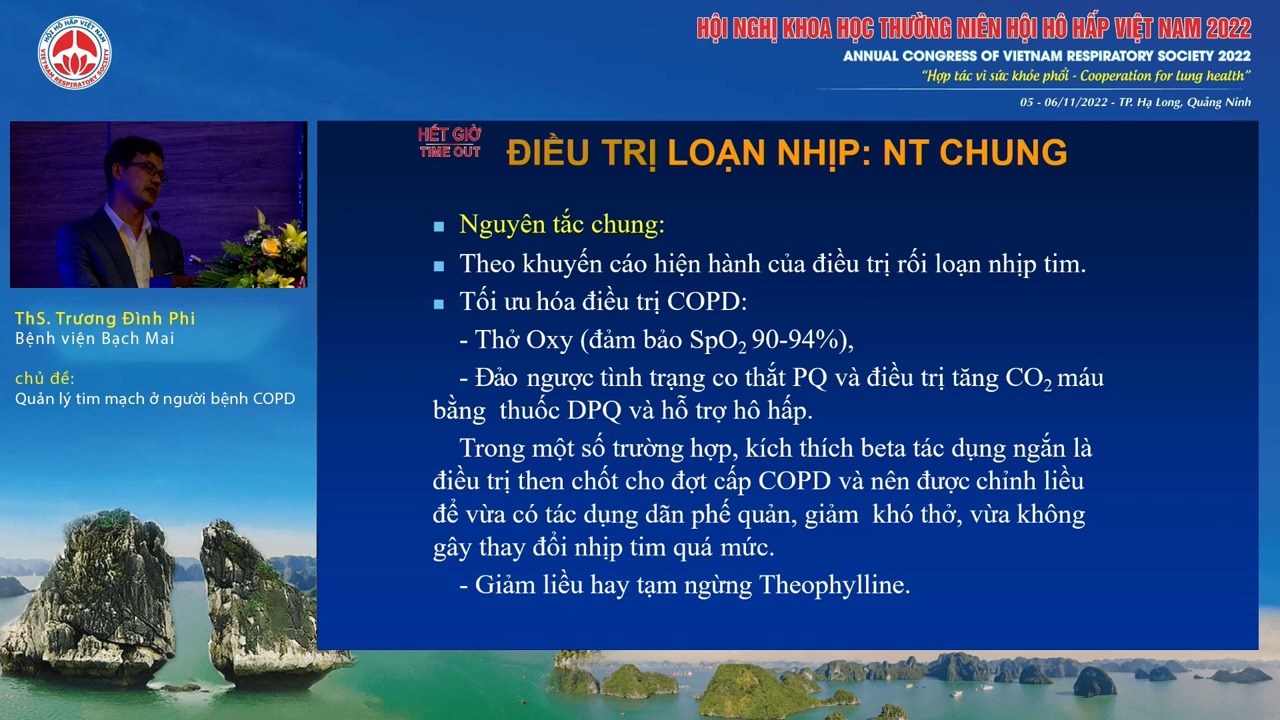 HỘI HÔ HẤP VIỆT NAM
VIETNAM RESPIRATORY SOCIETY
HỘI NGHỊ KHOA HỌC THƯỜNG NIÊN HỘI HÔ HẤP VIỆT NAM 2022
ANNUAL CONGRESS OF VIETNAM RESPIRATORY SOCIETY 2022
“Hợp tác vì sức khỏe phổi - Cooperation for lung health”
05 - 06/11/2022 - TP. Hạ Long, Quảng Ninh
ThS. Trương Đình Phi
Bệnh viện Bạch Mai
chủ đề:
Quản lý tim mạch ở người bệnh COPD
HẾT GIỜ
TIME OUT
ĐIỀU TRỊ LOẠN NHỊP: NT CHUNG
Nguyên tắc chung:
Theo khuyến cáo hiện hành của điều trị rối loạn nhịp tim.
Tối ưu hóa điều trị COPD:
- Thở Oxy (đảm bảo SpO₂ 90-94%),
- Đảo ngược tình trạng co thắt PQ và điều trị tăng CO₂ máu
bằng thuốc DPQ và hỗ trợ hô hấp.
Trong một số trường hợp, kích thích beta tác dụng ngắn là
điều trị then chốt cho đợt cấp COPD và nên được chỉnh liều
để vừa có tác dụng dãn phế quản, giảm khó thở, vừa không
gây thay đổi nhịp tim quá mức.
- Giảm liều hay tạm ngừng Theophylline.